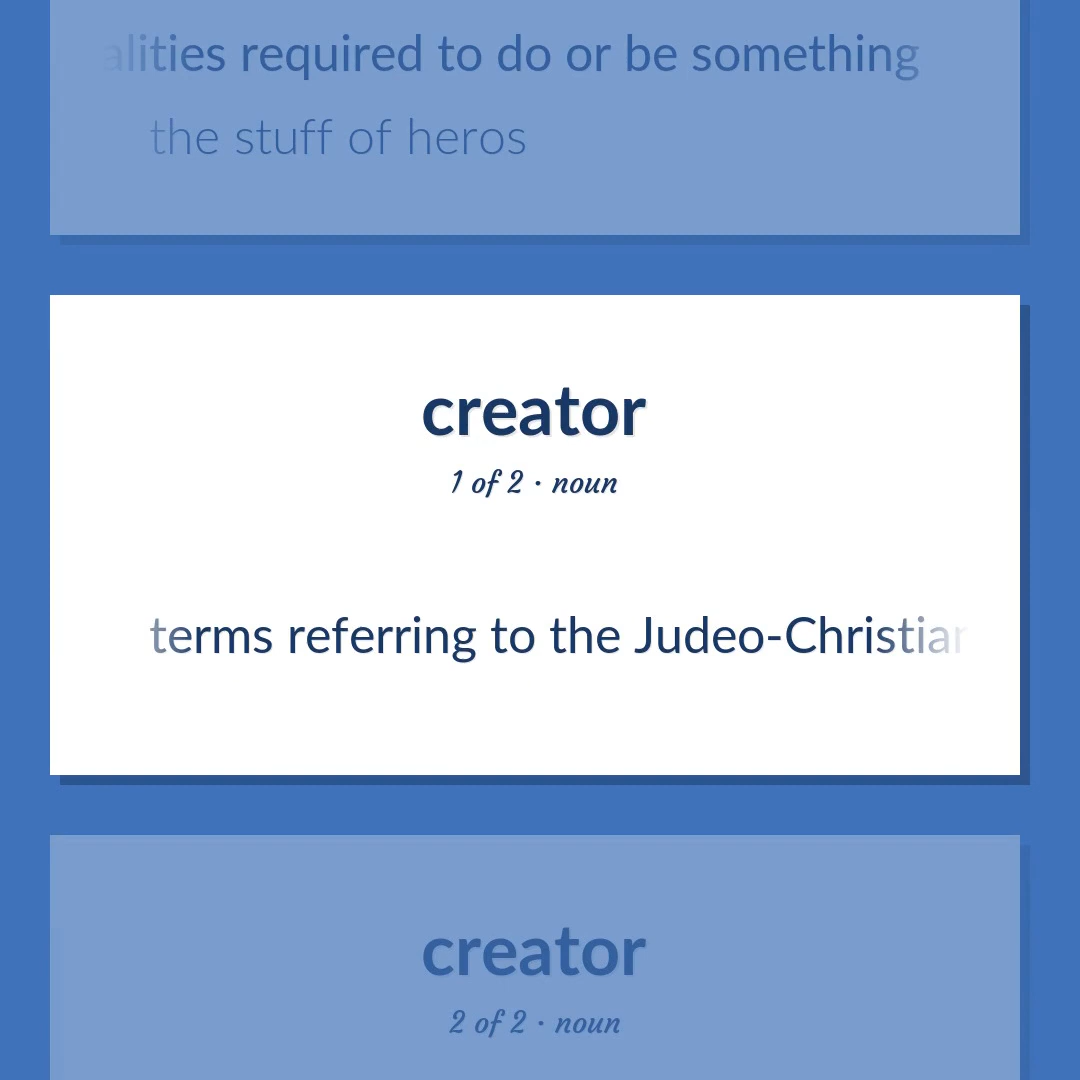 alities required to do or be something
the stuff of heros
creator
1 of 2 · noun
terms referring to the Judeo-Christian
creator
2 of 2 · noun